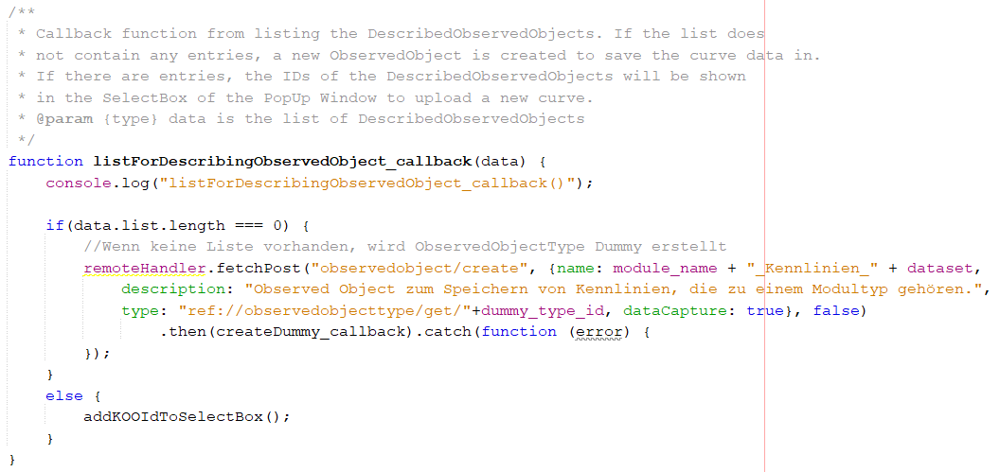 /**
 * Callback function from listing the DescribedObservedObjects. If the list does
 * not contain any entries, a new ObservedObject is created to save the curve data in.
 * If there are entries, the IDs of the DescribedObservedObjects will be shown
 * in the SelectBox of the PopUp Window to upload a new curve.
 * @param {type} data is the list of DescribedObservedObjects
 */
function listForDescribingObservedObject_callback(data) {
    console.log("listForDescribingObservedObject_callback()");

    if(data.list.length === 0) {
        //Wenn keine Liste vorhanden, wird ObservedObjectType Dummy erstellt
        remoteHandler.fetchPost("observedobject/create", {name: module_name + "_Kennlinien_" + dataset,
            description: "Observed Object zum Speichern von Kennlinien, die zu einem Modultyp gehören.",
            type: "ref://observedobjecttype/get/"+dummy_type_id, dataCapture: true}, false)
                .then(createDummy_callback).catch(function (error) {
        });
    }
    else {
        addKOOIdToSelectBox();
    }
}